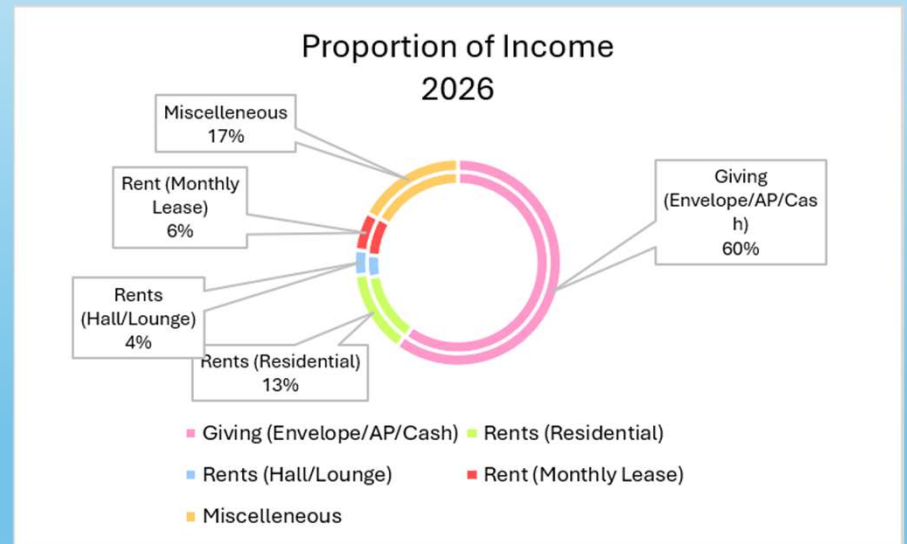 Proportion of Income
2026
Miscelleneous
17%
Rent (Monthly
Lease)
6%
Rents
(Hall/Lounge)
4%
Rents (Residential)
13%
Giving
(Envelope/AP/Cas
h)
60%
Giving (Envelope/AP/Cash) Rents (Residential)
Rents (Hall/Lounge) Rent (Monthly Lease)
Miscelleneous